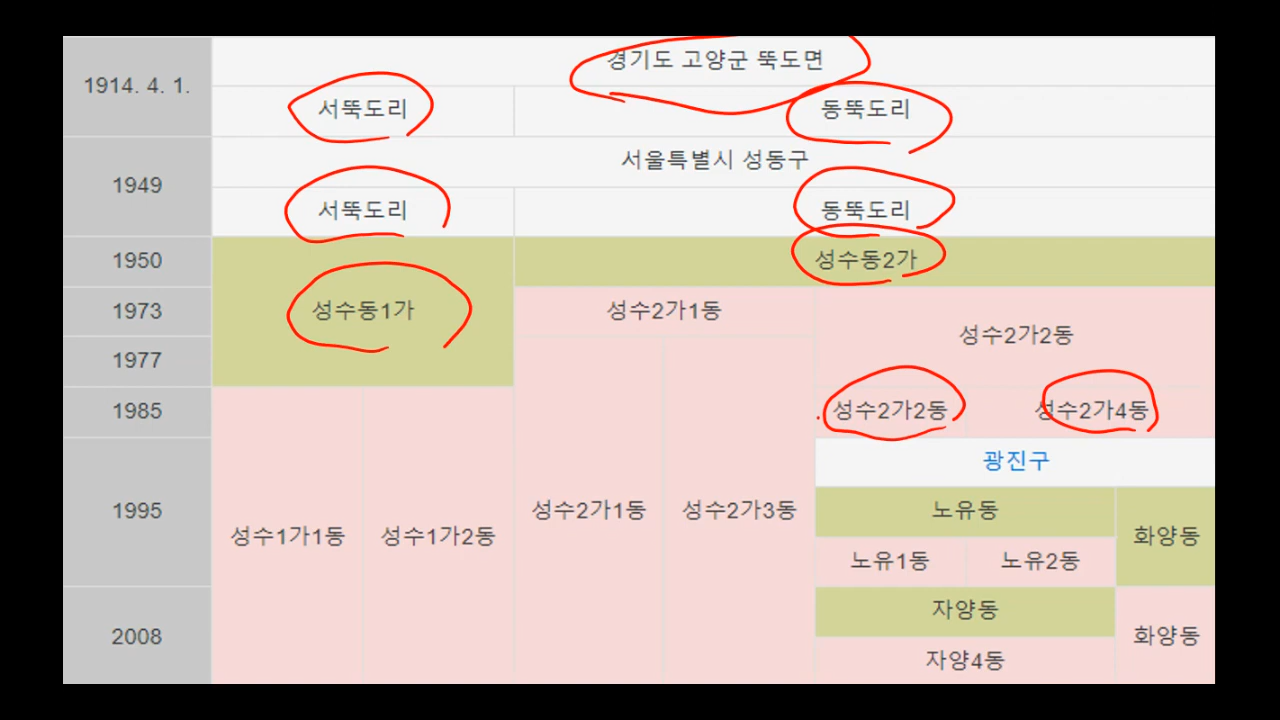 경기도 고양군 뚝도면
1914. 4. 1.
서뚝도리 동뚝도리
서울특별시 성동구
1949
서뚝도리 동뚝도리
1950 성수동2가
1973 성수동1가 성수2가1동
성수2가2동
1977
1985 성수2가2동 성수2가4동
광진구
1995 성수2가1동 성수2가3동 노유동
성수1가1동 성수1가2동 화양동
노유1동 노유2동
자양동
2008 화양동
자양4동